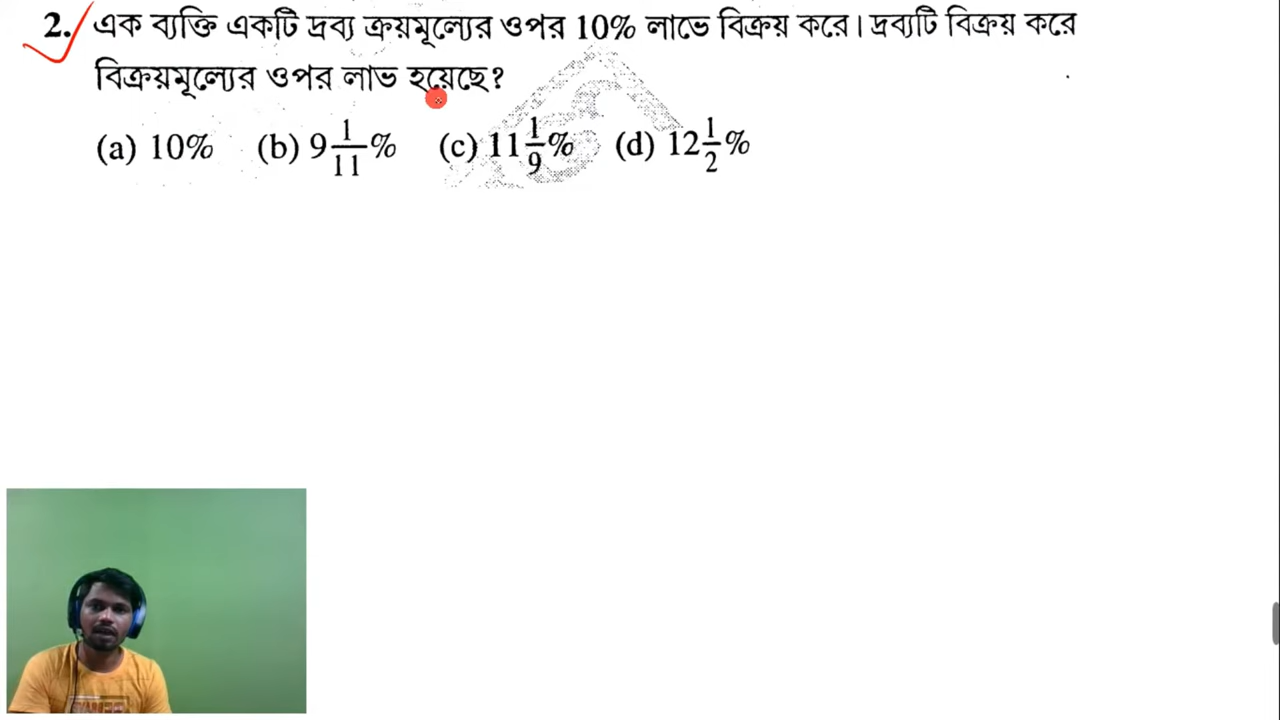 2. এক ব্যক্তি একটি দ্রব্য ক্রয়মূল্যের ওপর 10% লাভে বিক্রয় করে। দ্রব্যটি বিক্রয় করে
বিক্রয়মূল্যের ওপর লাভ হয়েছে?
(a) 10% (b) 9 1/11 % (c) 11 1/9 % (d) 12 1/2 %